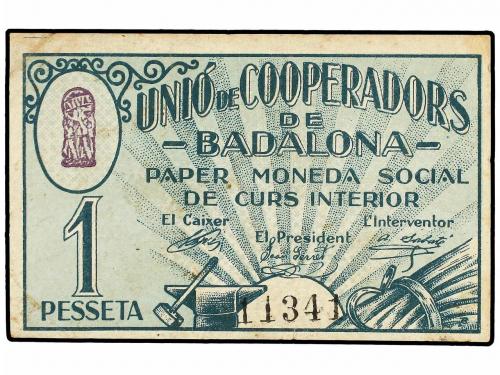 UNIÓ DE COOPERADORS
DE
- BADALONA -
PAPER MONEDA SOCIAL
DE CURS INTERIOR
El Caixer
El President
L'Interventor
1
PESSETA
11341